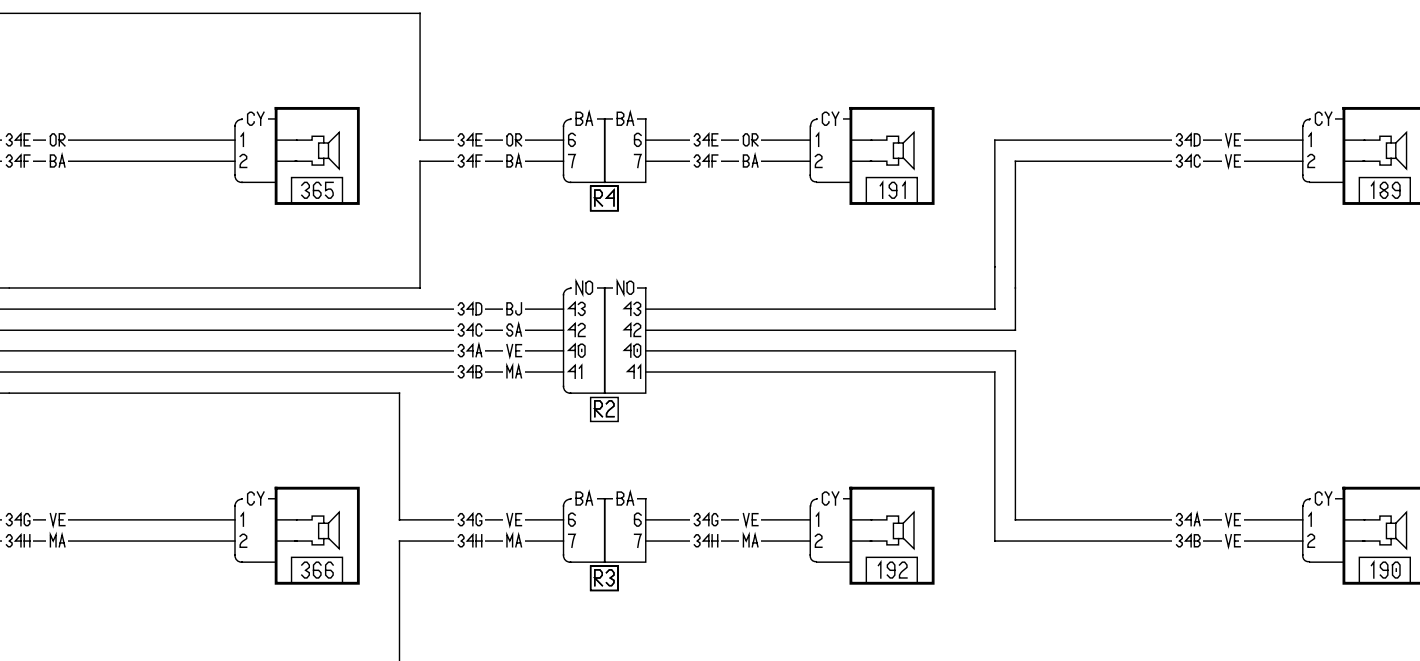 CY BA BA CY CY
34E OR 1 34E OR 6 6 34E OR 1 34D VE 1
34F BA 2 34F BA 7 7 34F BA 2 34C VE 2
365 R4 191 189
NO NO
34D BJ 43 43
34C SA 42 42
34A VE 40 40
34B MA 41 41
R2
CY BA BA CY CY
34G VE 1 34G VE 6 6 34G VE 1 34A VE 1
34H MA 2 34H MA 7 7 34H MA 2 34B VE 2
366 R3 192 190